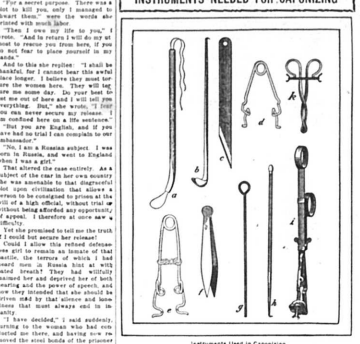 "For a secret purpose. There was a
plot to kill you, only I managed to
thwart them," were the words she
printed with much labor.
"Then I owe my life to you," I
wrote. "And in return I will do my ut-
most to rescue you from here, if you
do not fear to place yourself in my
hands."
And to this she replies: "I shall be
thankful, for I cannot bear this awful
place longer. I believe they must tor-
ture the women here. They will tor-
ture me some day. Do your best to
get me out of here and I will tell you
everything. But," she wrote, "I fear
you can never secure my release. I
am confined here on a life sentence."
"But you are English, and if you
have had no trial I can complain to our
ambassador."
"No, I am a Russian subject. I was
born in Russia, and went to England
when I was a girl."
That altered the case entirely. As a
subject of the czar in her own country
she was amenable to that disgraceful
blot upon civilization that allows a
person to be consigned to prison at the
will of a high official, without trial or
without being afforded any opportunity
of appeal. I therefore at once saw a
difficulty.
Yet she promised to tell me the truth
if I could but secure her release!
Could I allow this refined defense-
less girl to remain an inmate of that
bastile, the terrors of which I had
heard men in Russia hint at with
bated breath? They had willfully
maimed her and deprived her of both
hearing and the power of speech, and
now they intended that she should be
driven mad by that silence and lone-
liness that must always end in in-
sanity.
"I have decided," I said suddenly,
turning to the woman who had con-
ducted me there, and having now re-
moved the steel bonds of the prisoner
INSTRUMENTS NEEDED FOR CAPONIZING
a
b
c
d
k
e
g
h
i
Instruments Used in Caponizing